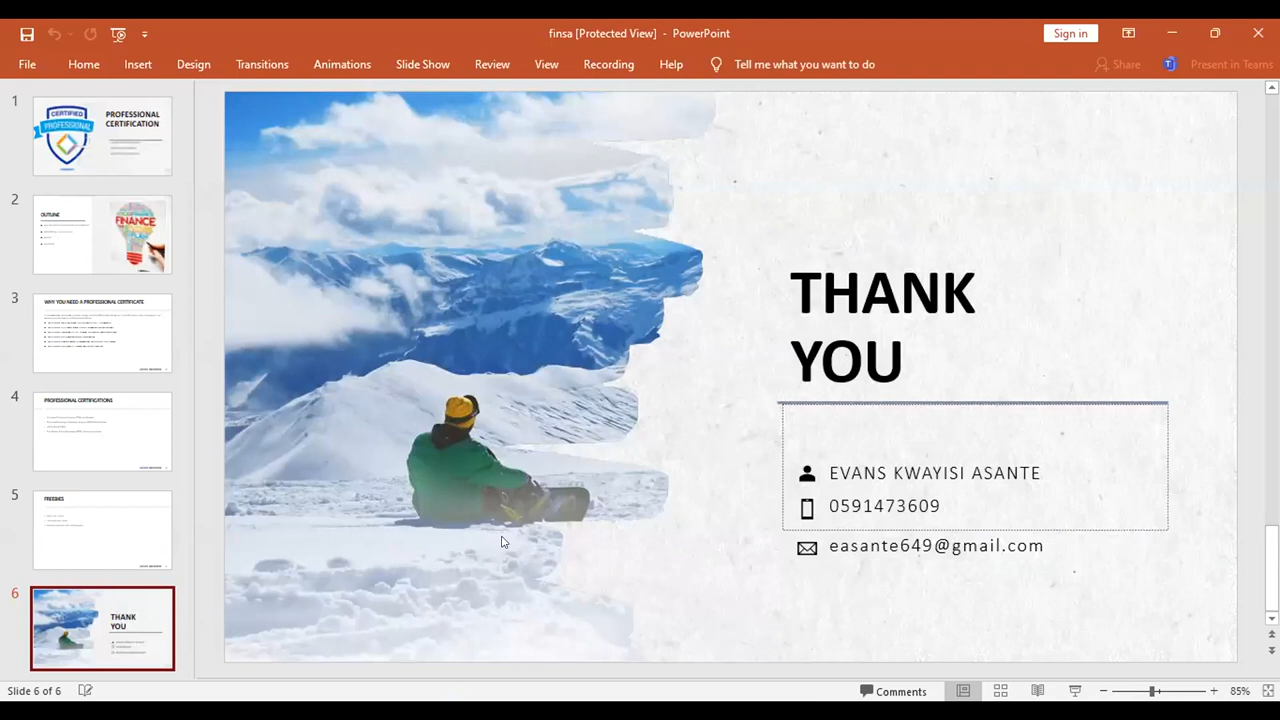 finsa [Protected View] - PowerPoint
Sign in
File Home Insert Design Transitions Animations Slide Show Review View Recording Help Tell me what you want to do Share Present in Teams
1
CERTIFIED
PROFESSIONAL
PROFESSIONAL
CERTIFICATION
2
OUTLINE
FINANCE
3
WHY YOU NEED A PROFESSIONAL CERTIFICATE
4
PROFESSIONAL CERTIFICATIONS
5
FREEBIES
6
THANK
YOU
THANK
YOU
EVANS KWAYISI ASANTE
0591473609
easante649@gmail.com
Slide 6 of 6
Comments
85%